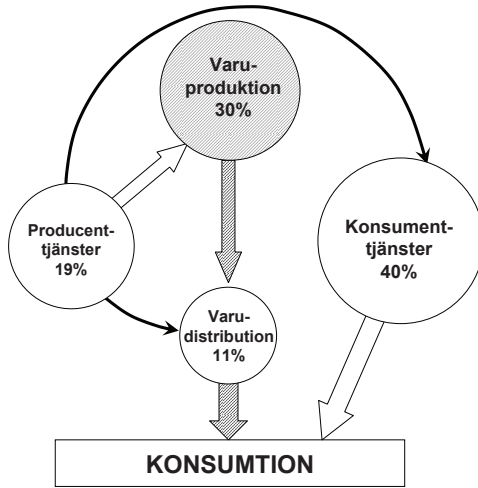 Varu-
produktion
30%
Producent-
tjänster
19%
Konsument-
tjänster
40%
Varu-
distribution
11%
KONSUMTION